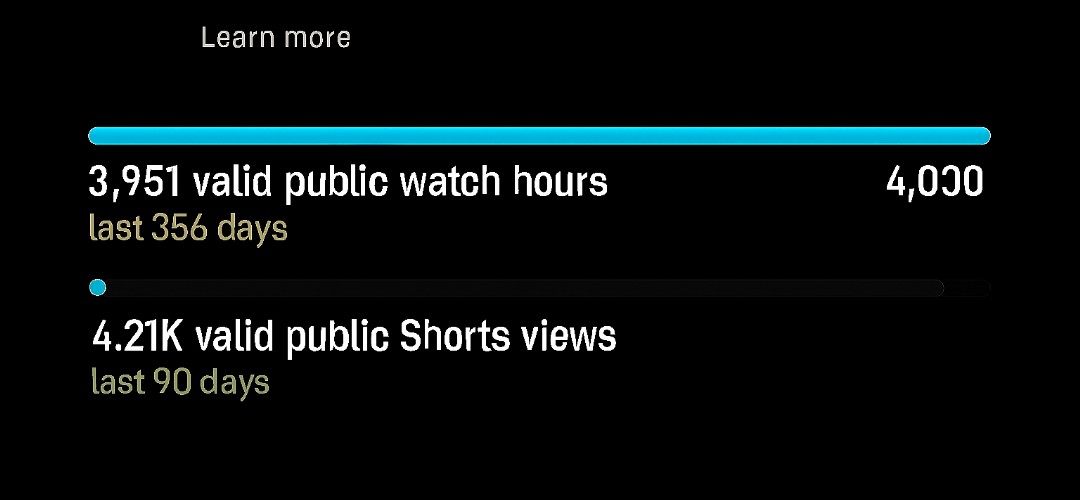 Learn more
3,951 valid public watch hours 4,000
last 356 days
4.21K valid public Shorts views
last 90 days